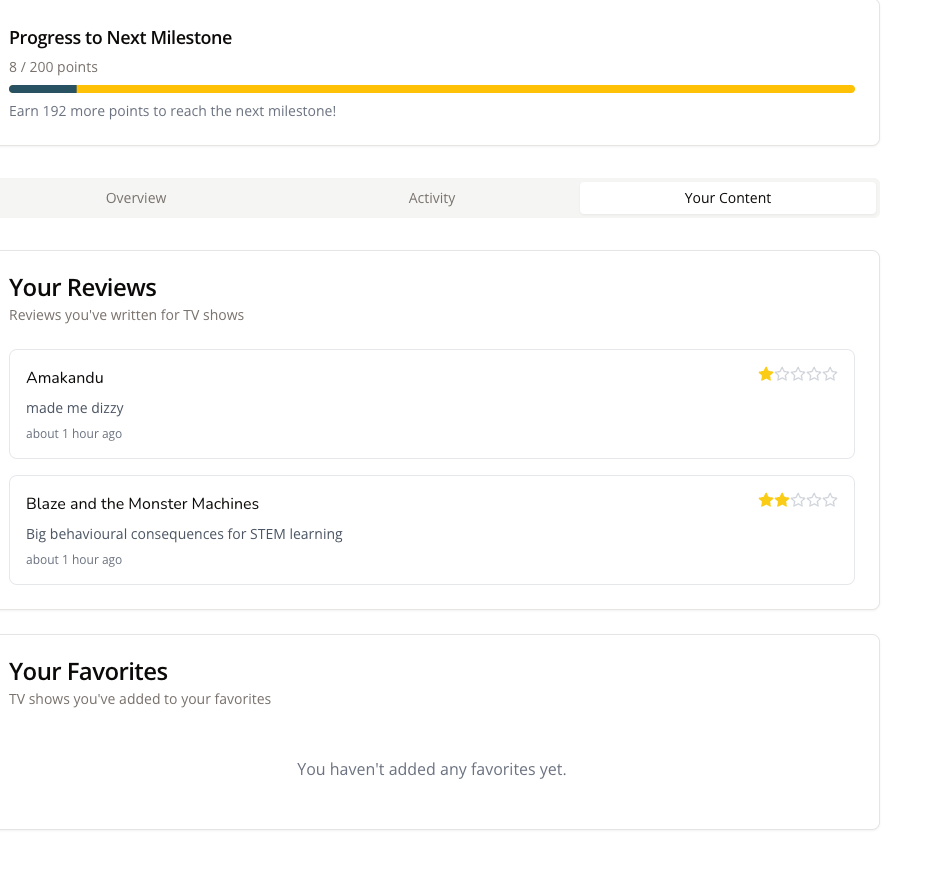 Progress to Next Milestone
8 / 200 points
Earn 192 more points to reach the next milestone!
Overview
Activity
Your Content
Your Reviews
Reviews you've written for TV shows
Amakandu
made me dizzy
about 1 hour ago
Blaze and the Monster Machines
Big behavioural consequences for STEM learning
about 1 hour ago
Your Favorites
TV shows you've added to your favorites
You haven't added any favorites yet.